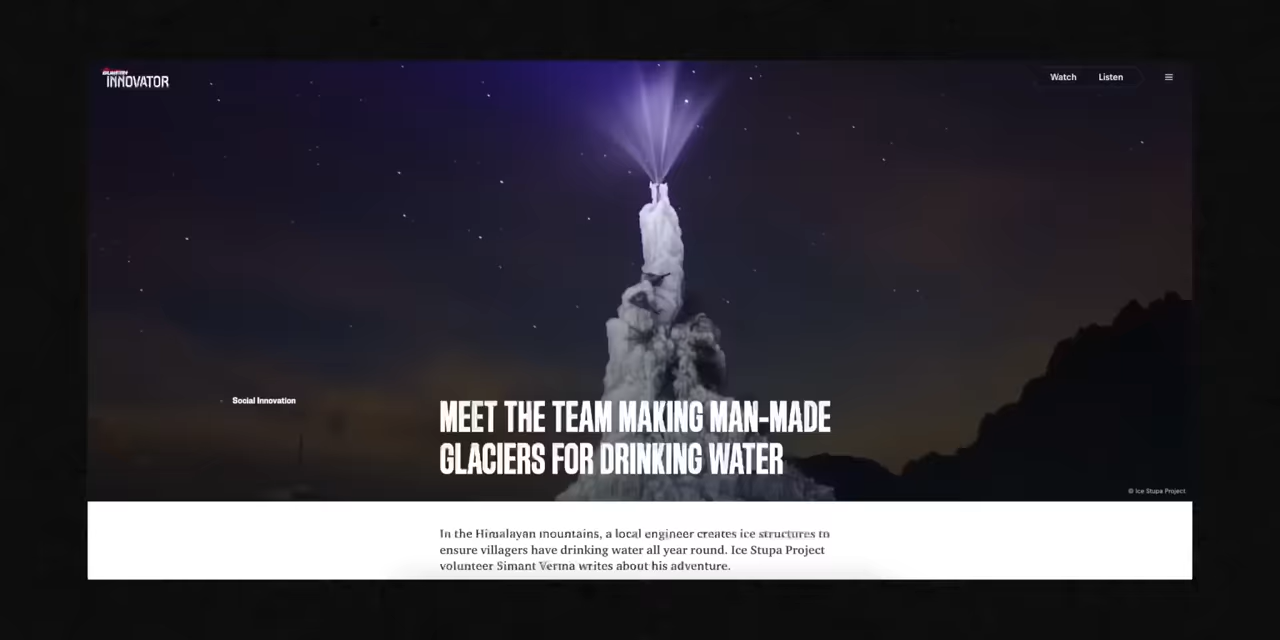 INNOVATOR
Watch
Listen
Social Innovation
MEET THE TEAM MAKING MAN-MADE
GLACIERS FOR DRINKING WATER
© Ice Stupa Project
In the Himalayan mountains, a local engineer creates ice structures to
ensure villagers have drinking water all year round. Ice Stupa Project
volunteer Simant Verma writes about his adventure.